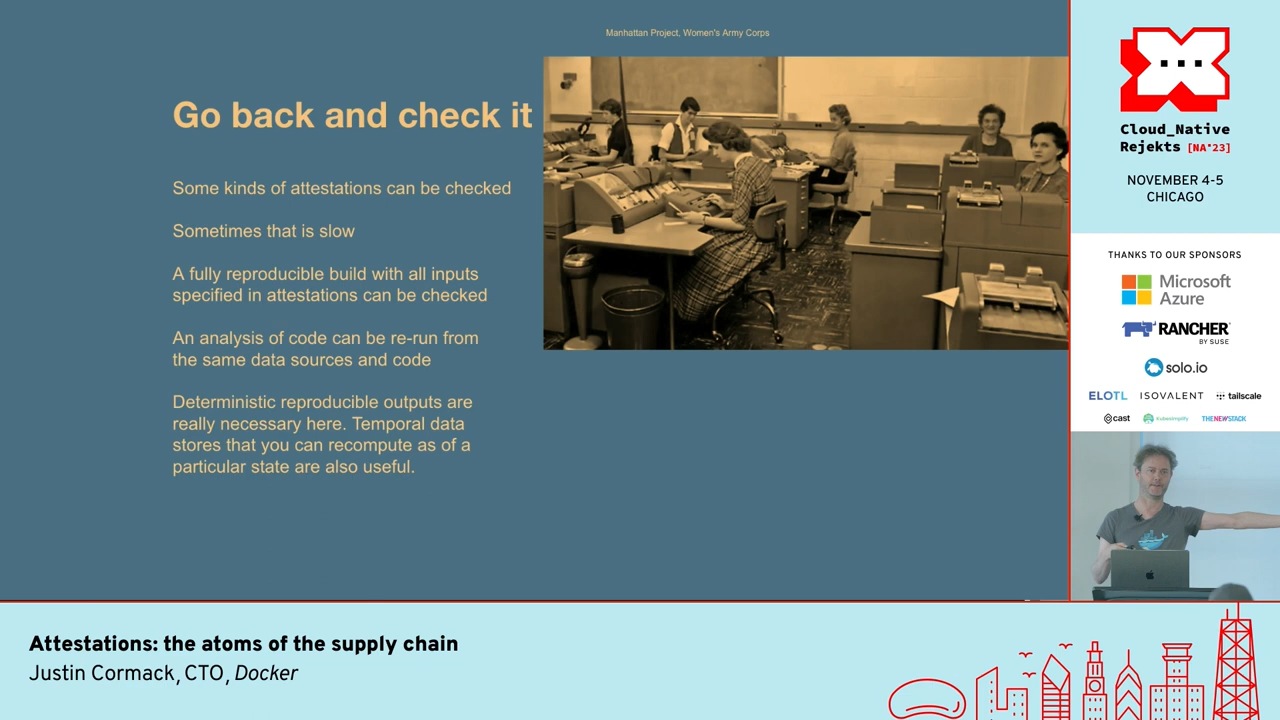 Manhattan Project, Women's Army Corps
Go back and check it
Some kinds of attestations can be checked
Sometimes that is slow
A fully reproducible build with all inputs
specified in attestations can be checked
An analysis of code can be re-run from
the same data sources and code
Deterministic reproducible outputs are
really necessary here. Temporal data
stores that you can recompute as of a
particular state are also useful.
Cloud_Native
Rejekts [NA'23]
NOVEMBER 4-5
CHICAGO
THANKS TO OUR SPONSORS
Microsoft
Azure
RANCHER
BY SUSE
solo.io
ELOTL ISOVALENT tailscale
cast kubesimplify THENEWSTACK
Attestations: the atoms of the supply chain
Justin Cormack, CTO, Docker